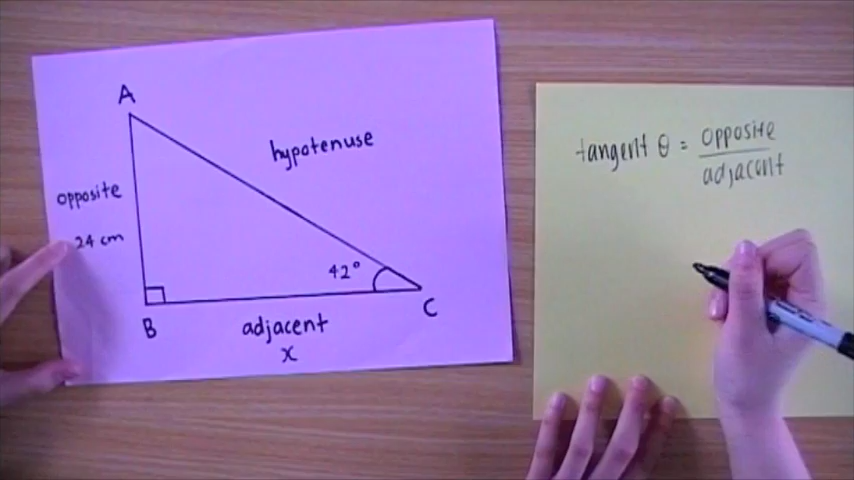 A
hypotenuse
opposite
24 cm
42°
B
adjacent
C
x
tangent θ = opposite
adjacent